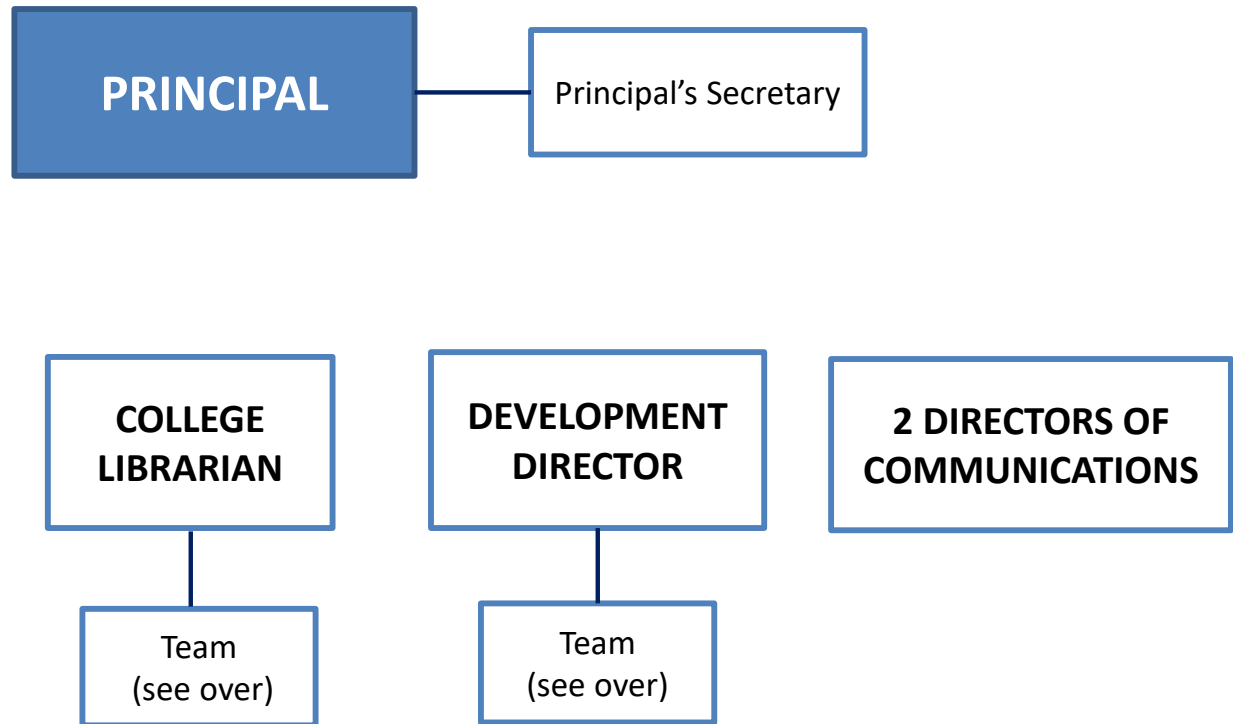 PRINCIPAL
Principal’s Secretary
COLLEGE
LIBRARIAN
DEVELOPMENT
DIRECTOR
2 DIRECTORS OF
COMMUNICATIONS
Team
(see over)
Team
(see over)